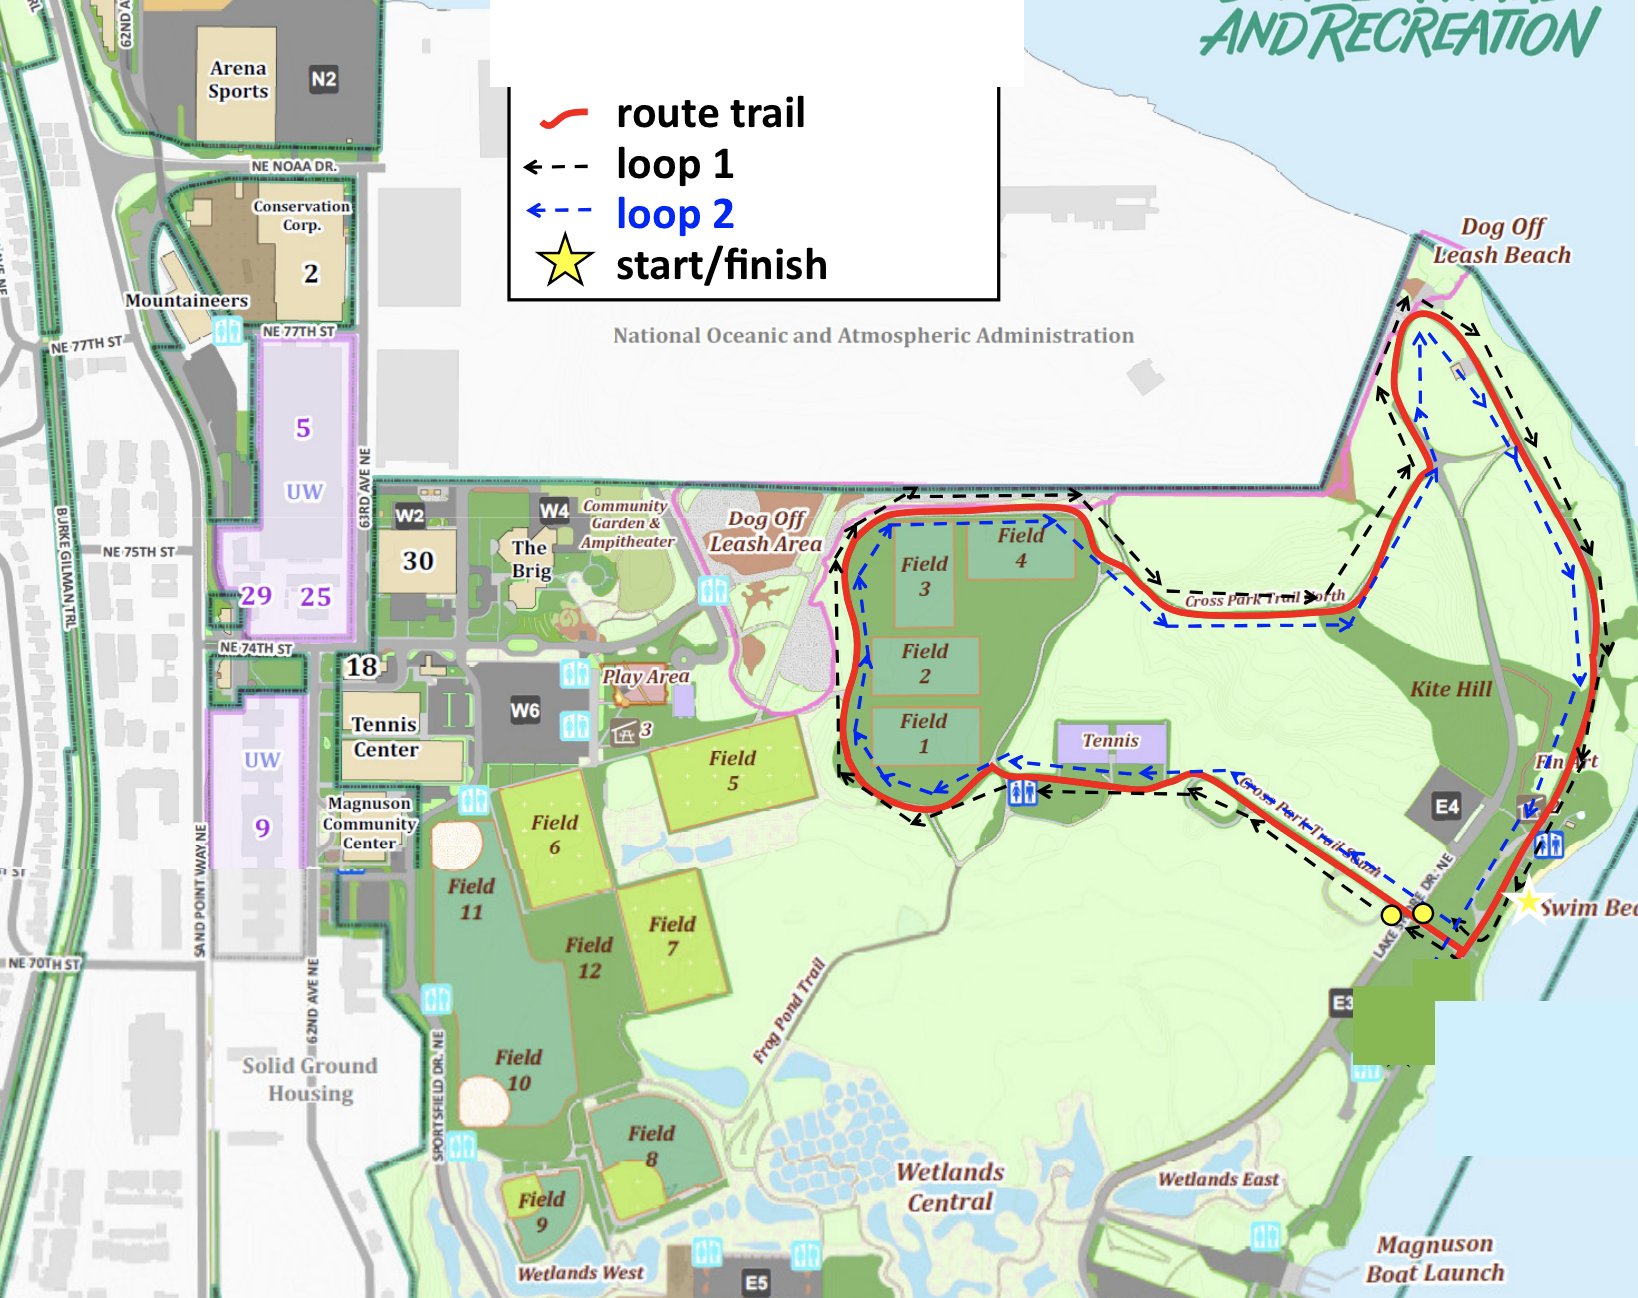 AND RECREATION
62ND A
Arena
Sports
N2
route trail
loop 1
loop 2
start/finish
NE NOAA DR.
Conservation
Corp.
2
Mountaineers
NE 77TH ST
NE 77TH ST
National Oceanic and Atmospheric Administration
Dog Off
Leash Beach
5
UW
63RD AVE NE
BURKE GILMAN TRL
NE 75TH ST
W2
W4
30
The
Brig
Community
Garden &
Ampitheater
Dog Off
Leash Area
Field
3
Field
4
29
25
Cross Park Trail North
NE 74TH ST
18
Field
2
Play Area
W6
3
Kite Hill
Tennis
Center
UW
Field
1
Tennis
Field
5
Fin Art
Magnuson
Community
Center
9
Field
6
E4
Cross Park Trail South
SAND POINT WAY NE
Field
11
Field
7
Field
12
LAKE SHORE DR. NE
Swim Bea
NE 70TH ST
62ND AVE NE
E3
Frog Pond Trail
Solid Ground
Housing
Field
10
SPORTSFIELD DR. NE
Field
8
Field
9
Wetlands
Central
Wetlands East
Wetlands West
E5
Magnuson
Boat Launch